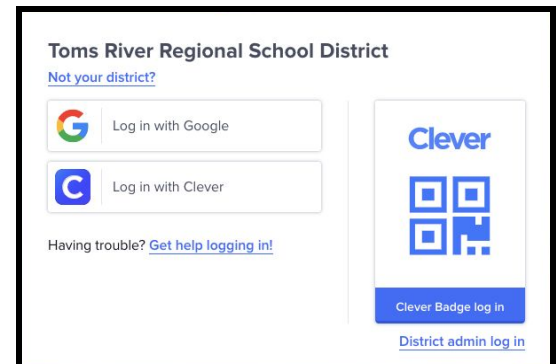 Toms River Regional School District
Not your district?
Log in with Google
Log in with Clever
Having trouble? Get help logging in!
Clever
Clever Badge log in
District admin log in